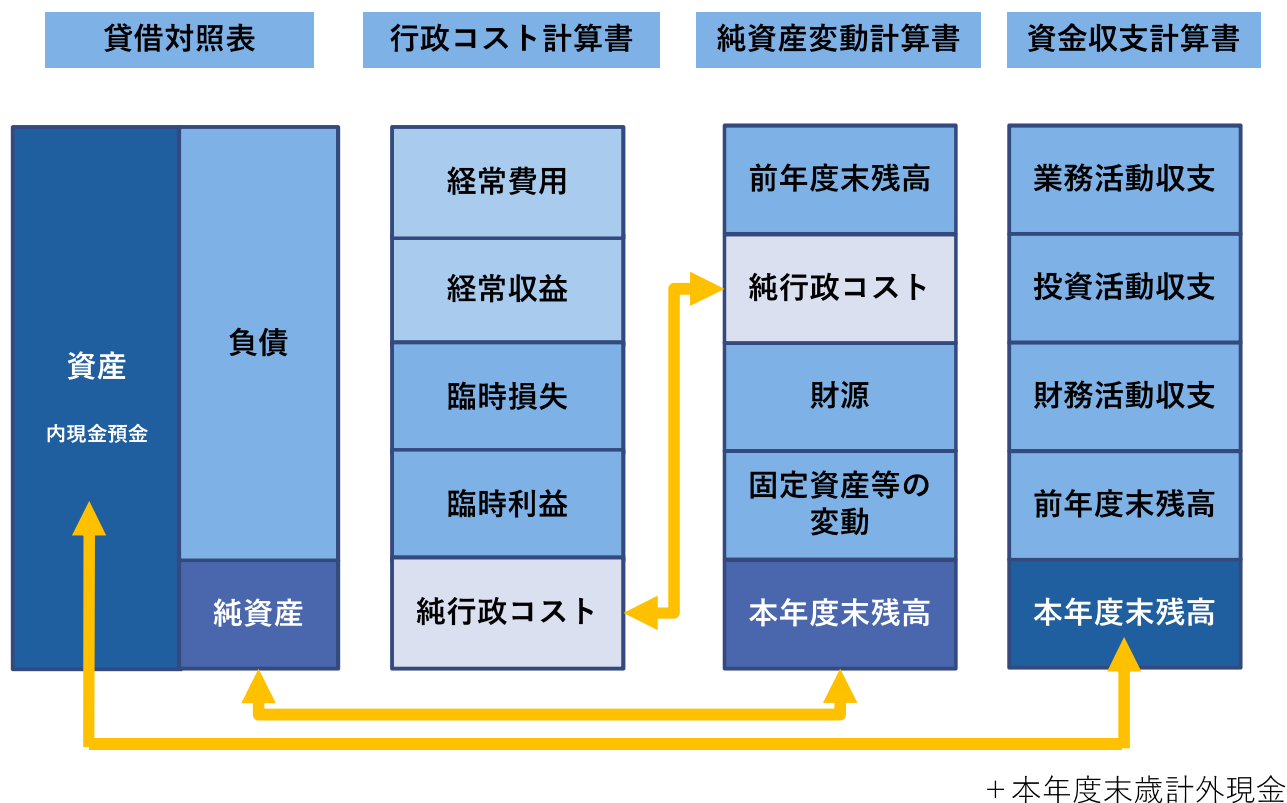 貸借対照表
行政コスト計算書
純資産変動計算書
資金収支計算書
資産
内現金預金
負債
純資産
経常費用
経常収益
臨時損失
臨時利益
純行政コスト
前年度末残高
純行政コスト
財源
固定資産等の
変動
本年度末残高
業務活動収支
投資活動収支
財務活動収支
前年度末残高
本年度末残高
＋本年度末歳計外現金